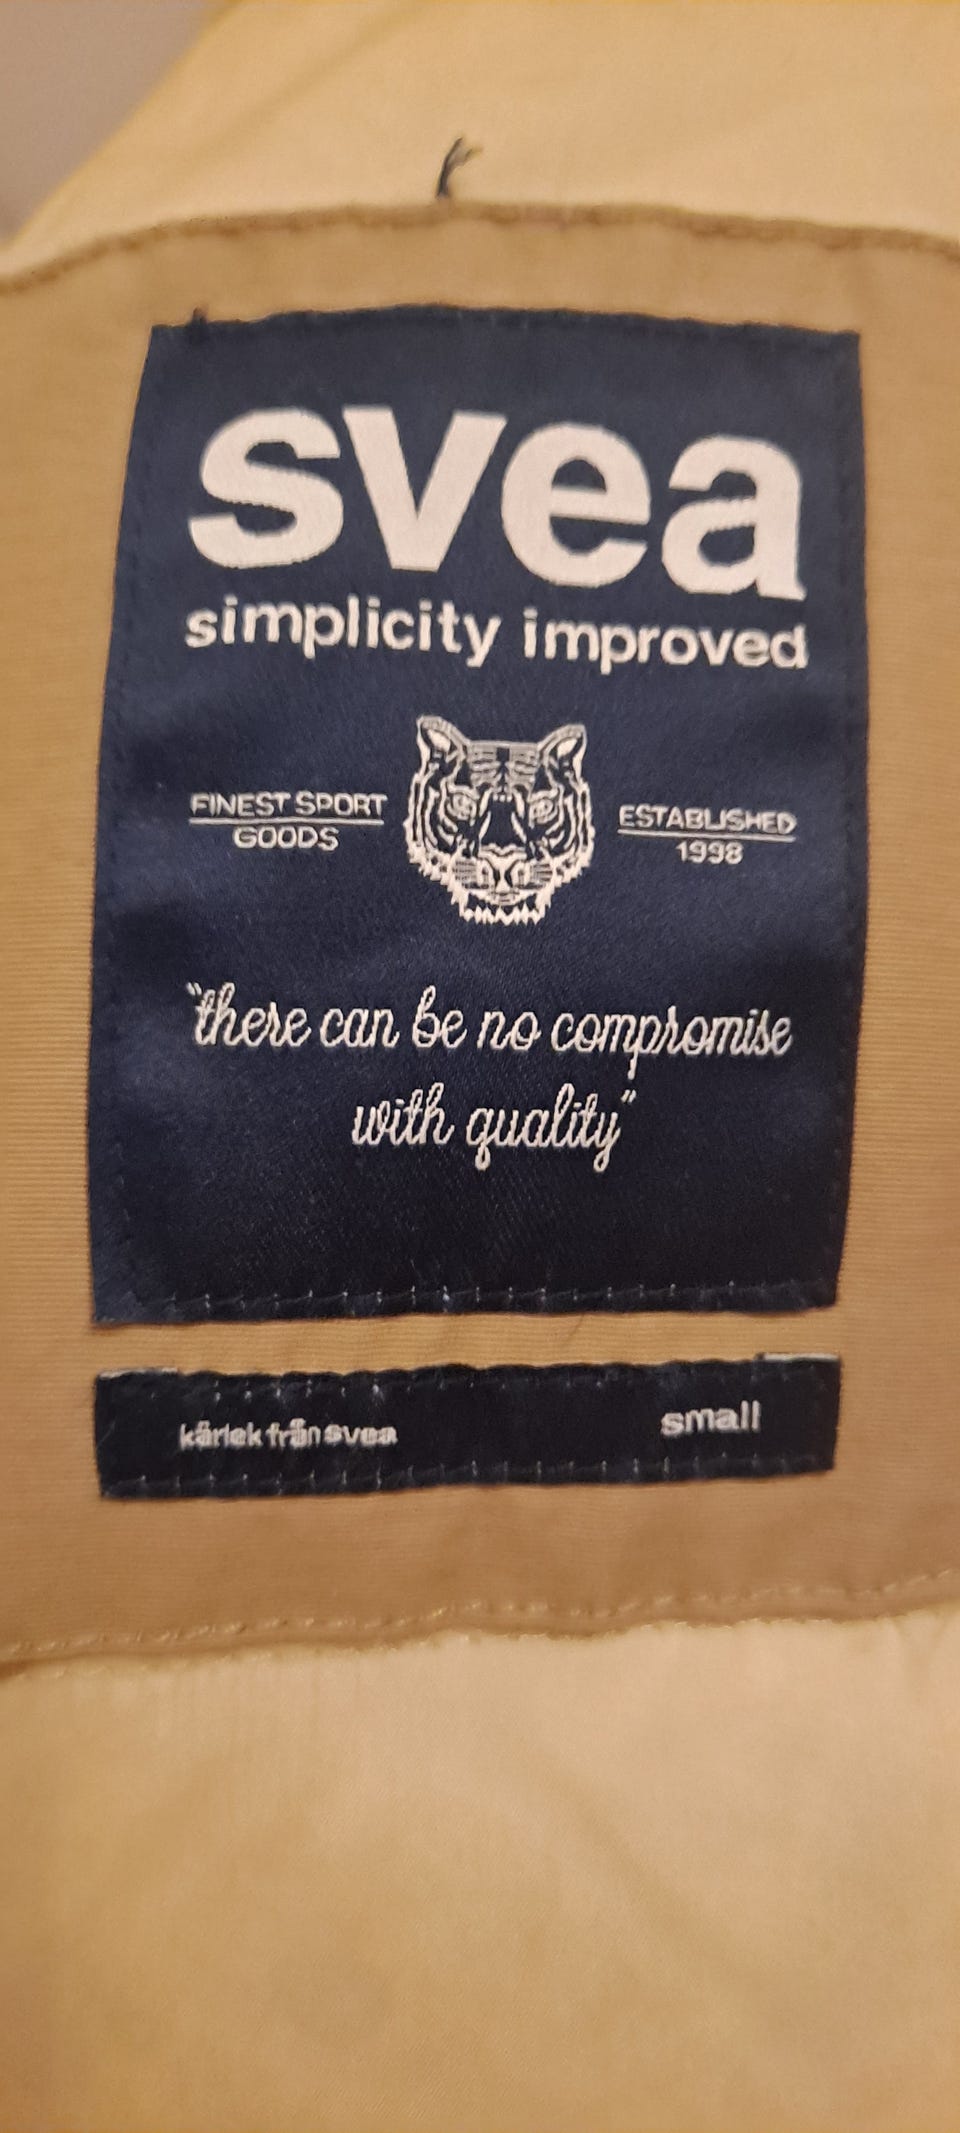 svea
simplicity improved
FINEST SPORT
GOODS
ESTABLISHED
1998
"there can be no compromise
with quality"
kärlek från svea
small